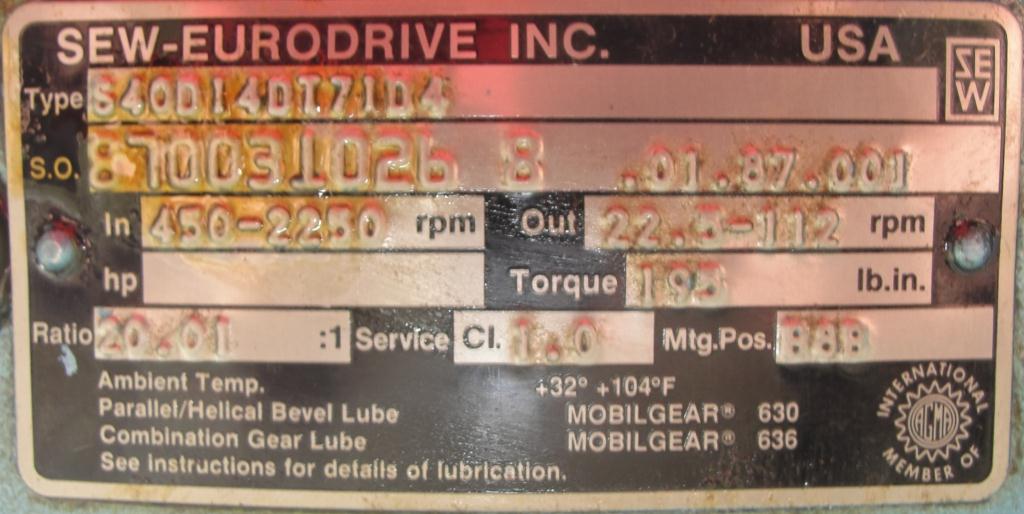 SEW-EURODRIVE INC. USA
SEW
Type S40D14DT71D4
S.O. 870031026 8 .01.87.001
In 450-2250 rpm Out 22.5-112 rpm
hp Torque 195 lb.in.
Ratio 20.01 :1 Service Cl. 1.0 Mtg.Pos. B8B
Ambient Temp. +32° +104°F
Parallel/Helical Bevel Lube MOBILGEAR® 630
Combination Gear Lube MOBILGEAR® 636
See instructions for details of lubrication.
INTERNATIONAL
AGMA
MEMBER OF